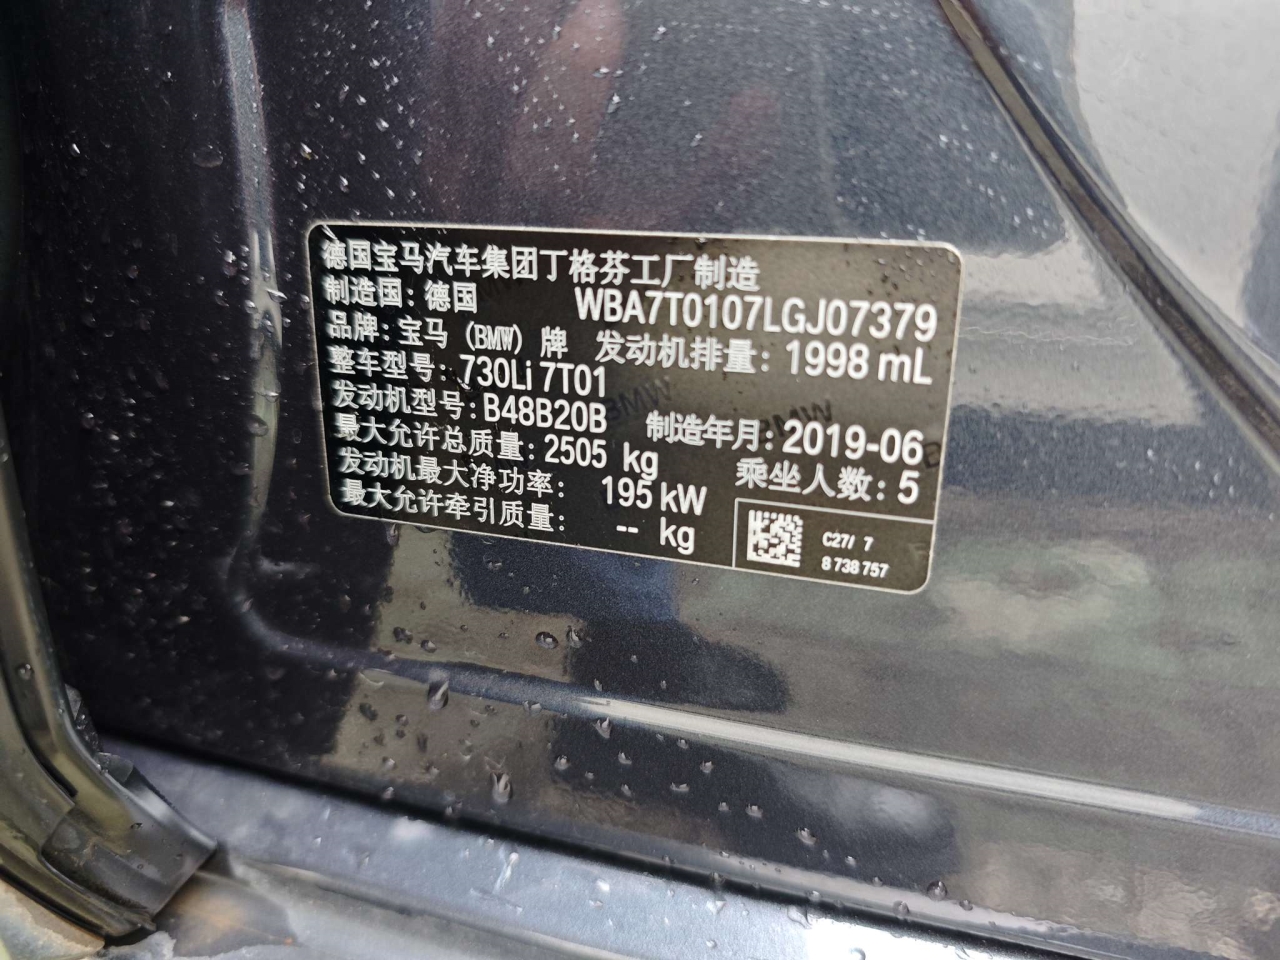 德国宝马汽车集团丁格芬工厂制造
制造国：德国 WBA7T0107LGJ07379
品牌：宝马 (BMW) 牌 发动机排量：1998 mL
整车型号：730Li 7T01
发动机型号：B48B20B 制造年月：2019-06
最大允许总质量：2505 kg 乘坐人数：5
发动机最大净功率： 195 kW
最大允许牵引质量： -- kg
C27/ 7
8 738 757